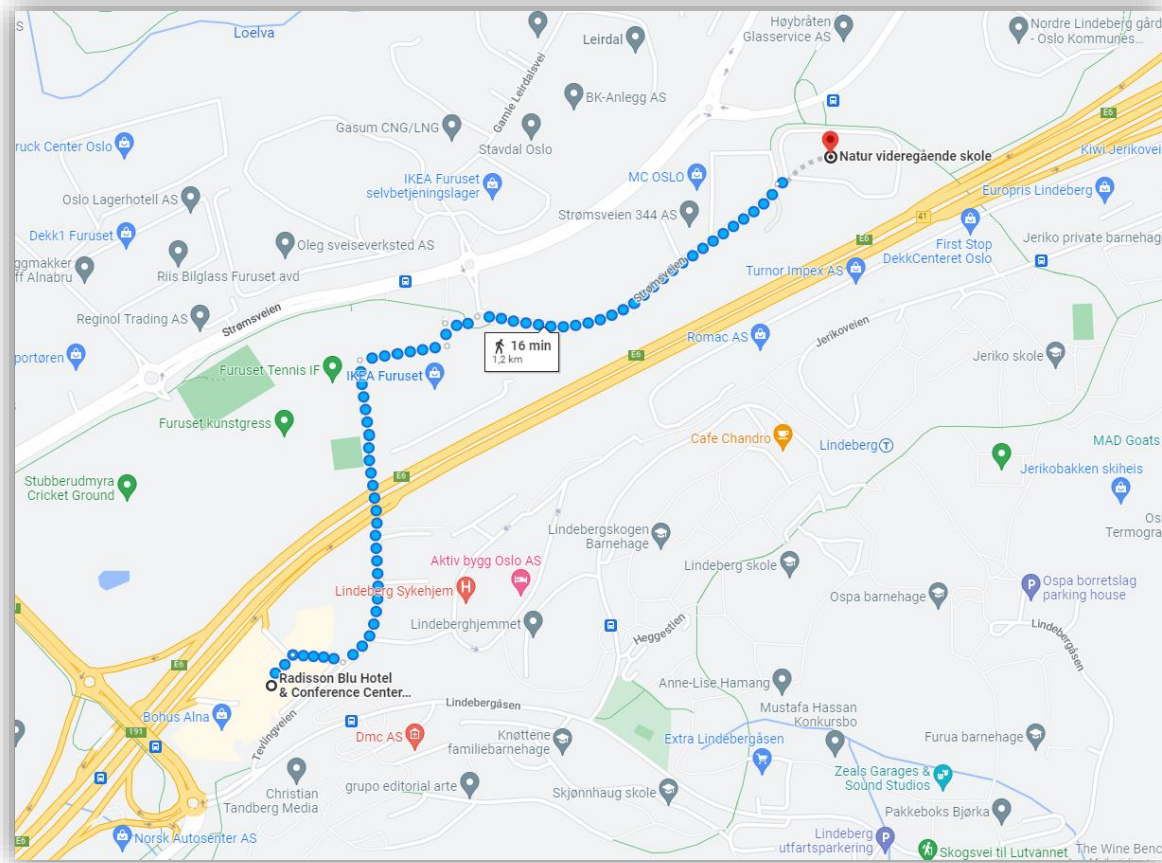 S
Loelva
Leirdal
Høybråten
Glasservice AS
Nordre Lindeberg gård
- Oslo Kommunes...
BK-Anlegg AS
Gamle Leirdalsvei
E6
Gasum CNG/LNG
Stavdal Oslo
ruck Center Oslo
Natur videregående skole
Kiwi Jerikovei
IKEA Furuset
selvbetjeningslager
MC OSLO
Europris Lindeberg
Oslo Lagerhotell AS
Strømsveien 344 AS
41
Dekk1 Furuset
Oleg sveiseverksted AS
E6
First Stop
DekkCenteret Oslo
Jeriko private barnehag
ggmakker
ff Alnabru
Riis Bilglass Furuset avd
Turnor Impex AS
Strømsveien
Reginol Trading AS
Strømsveien
Romac AS
Jerikoveien
16 min
1,2 km
E6
portøren
Furuset Tennis IF
IKEA Furuset
Jeriko skole
Furuset kunstgress
Cafe Chandro
Lindeberg T
MAD Goats
Stubberudmyra
Cricket Ground
E6
Jerikobakken skiheis
Lindebergskogen
Barnehage
Os
Termogra
Aktiv bygg Oslo AS
Lindeberg skole
Lindeberg Sykehjem
H
Ospa barnehage
P
Ospa borretslag
parking house
Lindeberghjemmet
Heggestien
Lindebergåsen
E6
Radisson Blu Hotel
& Conference Center...
Anne-Lise Hamang
Lindebergåsen
Bohus Alna
Mustafa Hassan
Konkursbo
191
Tevlingveien
Dmc AS
Knøttene
familiebarnehage
Extra Lindebergåsen
Furua barnehage
Christian
Tandberg Media
grupo editorial arte
Skjønnhaug skole
Zeals Garages &
Sound Studios
Pakkeboks Bjørka
E6
Norsk Autosenter AS
Lindeberg
utfartsparkering
P
Skogsvei til Lutvannet
The Wine Benc